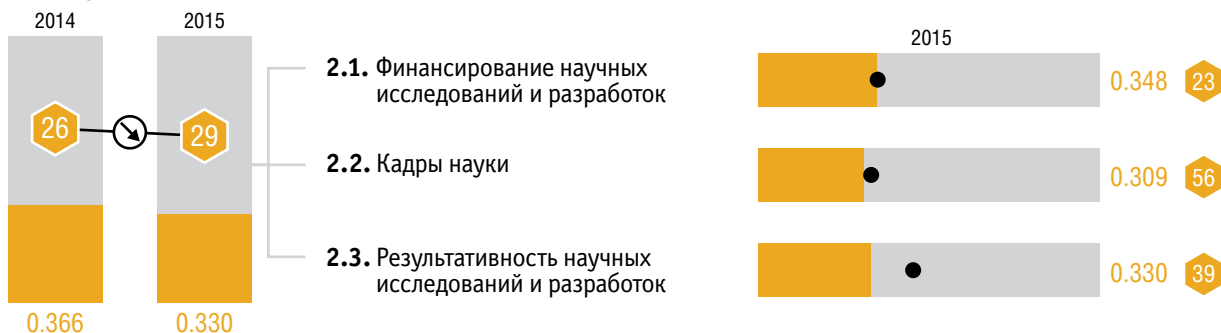 2014
2015
26
29
0.366
0.330
2.1. Финансирование научных
исследований и разработок
2.2. Кадры науки
2.3. Результативность научных
исследований и разработок
2015
0.348 23
0.309 56
0.330 39